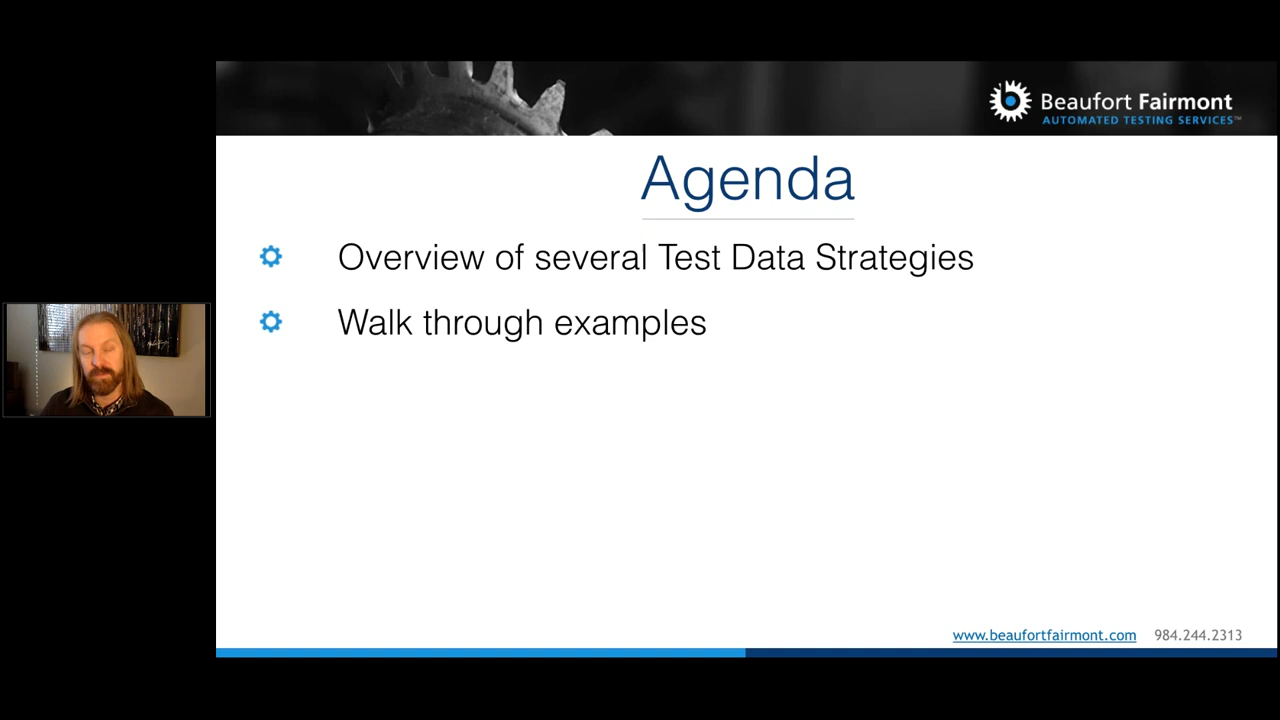 Beaufort Fairmont
AUTOMATED TESTING SERVICES™
Agenda
Overview of several Test Data Strategies
Walk through examples
www.beaufortfairmont.com 984.244.2313